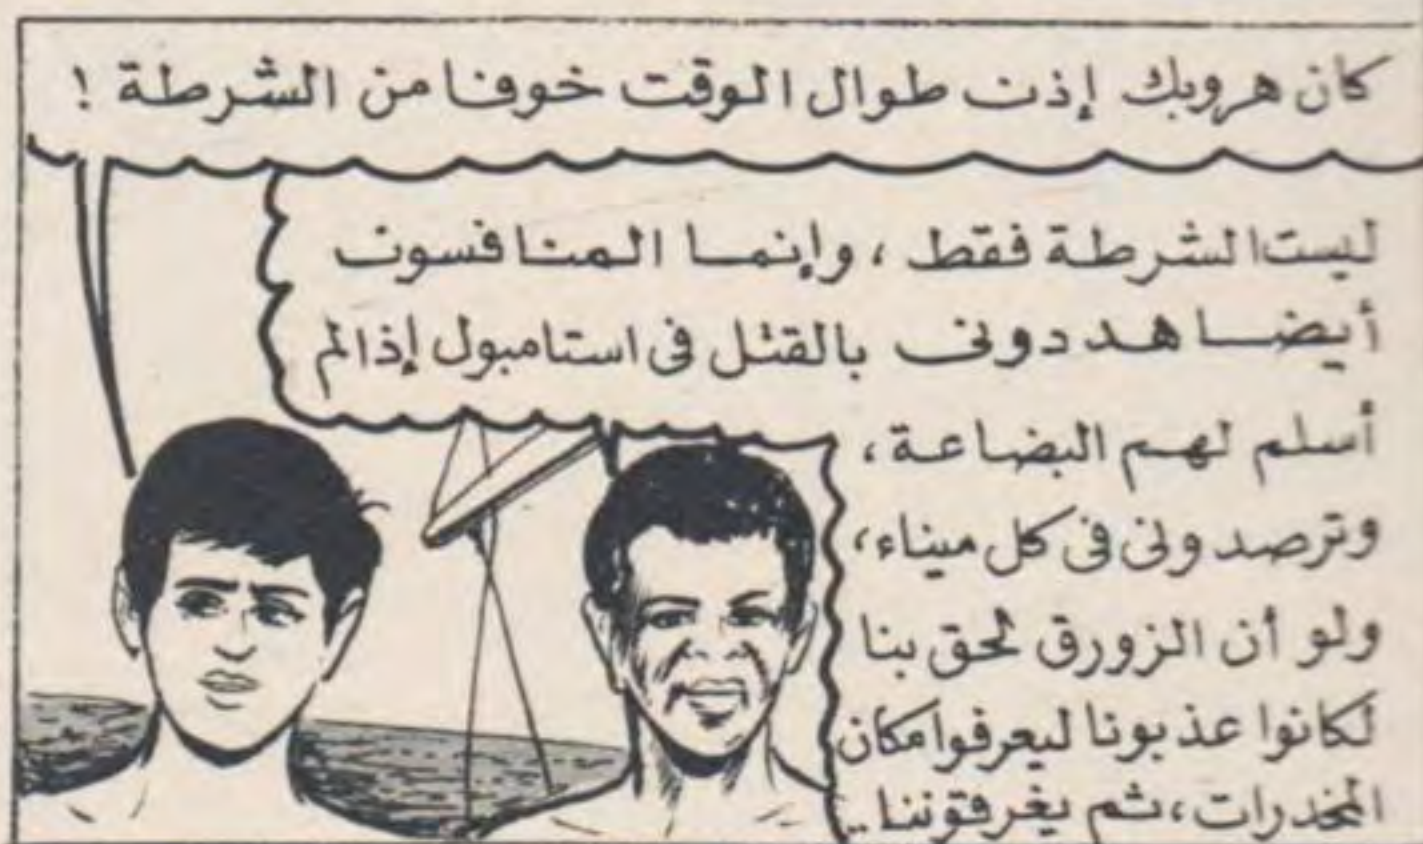 كان هروبك إذن طوال الوقت خوفا من الشرطة !
ليست الشرطة فقط ، وإنما المنافسون
أيضا هددونى بالقتل فى استامبول إذا لم
أسلم لهم البضاعة ،
وترصدونى فى كل ميناء ،
ولو أن الزورق لحق بنا
لكانوا عذبونا ليعرفوا مكان
المخدرات ، ثم يغرقوننا ..